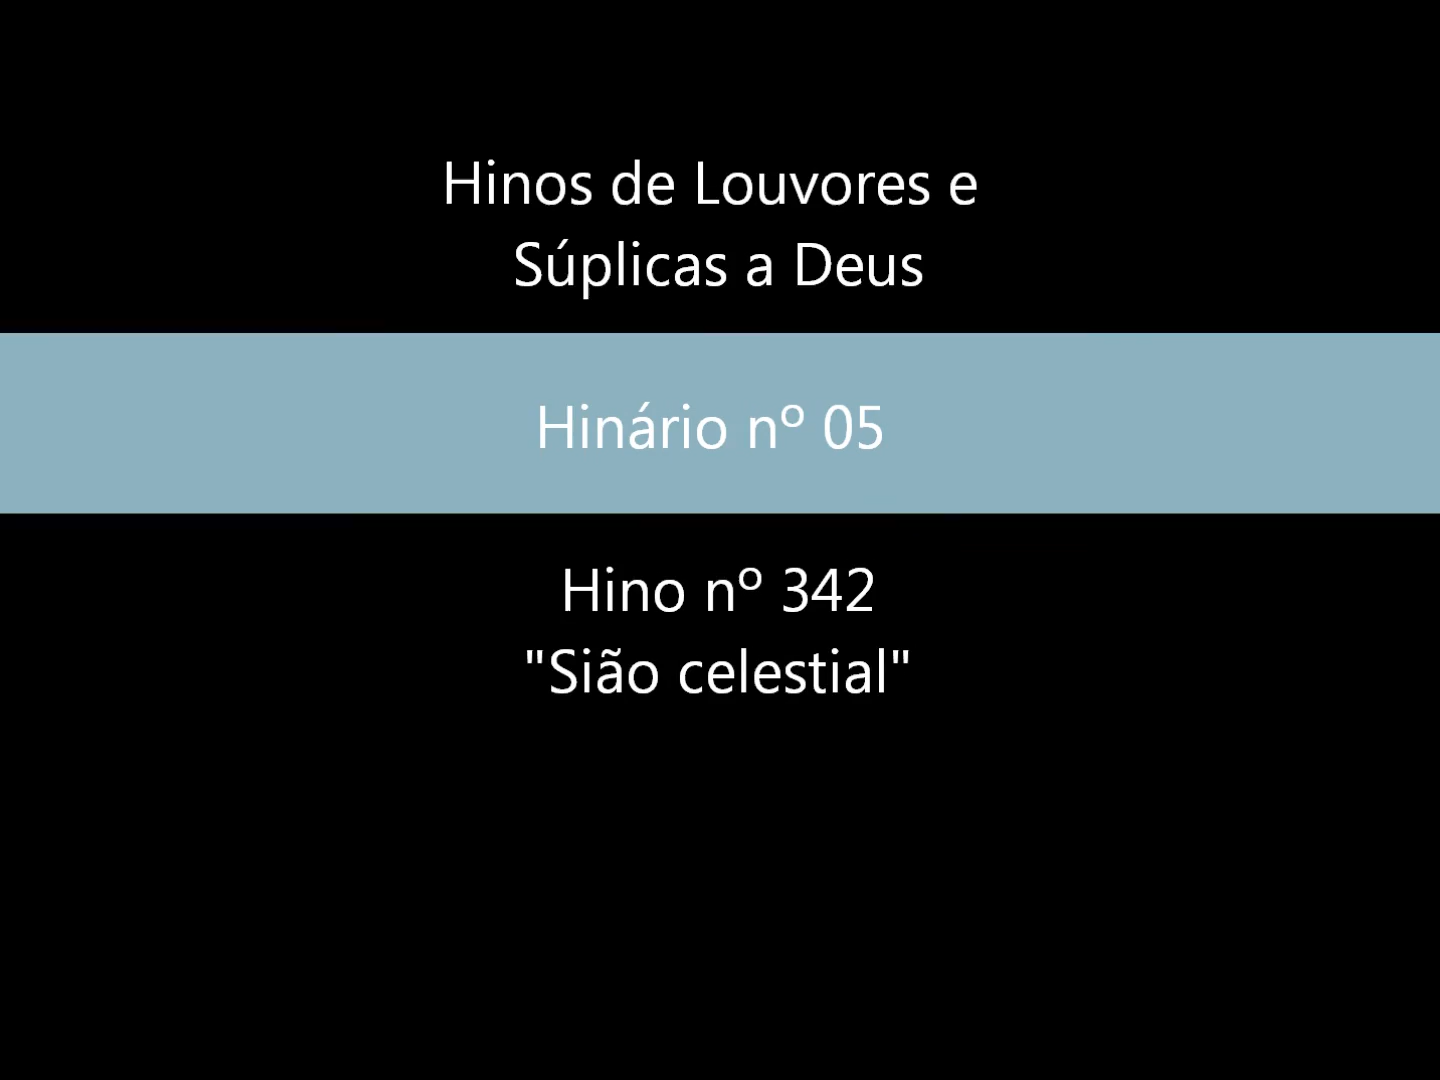 Hinos de Louvores e
Súplicas a Deus
Hinário nº 05
Hino nº 342
"Sião celestial"